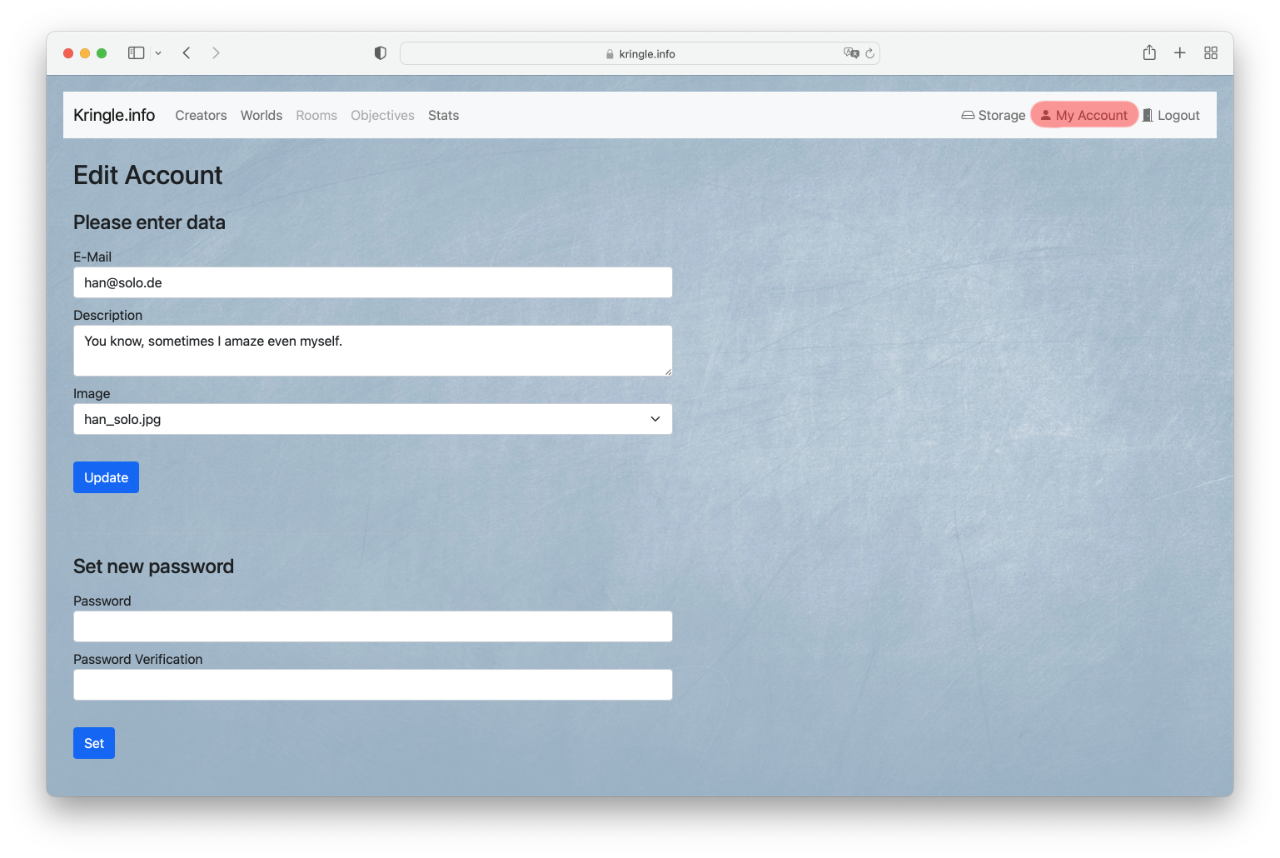 kringle.info
Kringle.info Creators Worlds Rooms Objectives Stats Storage My Account Logout
Edit Account
Please enter data
E-Mail
han@solo.de
Description
You know, sometimes I amaze even myself.
Image
han_solo.jpg
Update
Set new password
Password
Password Verification
Set